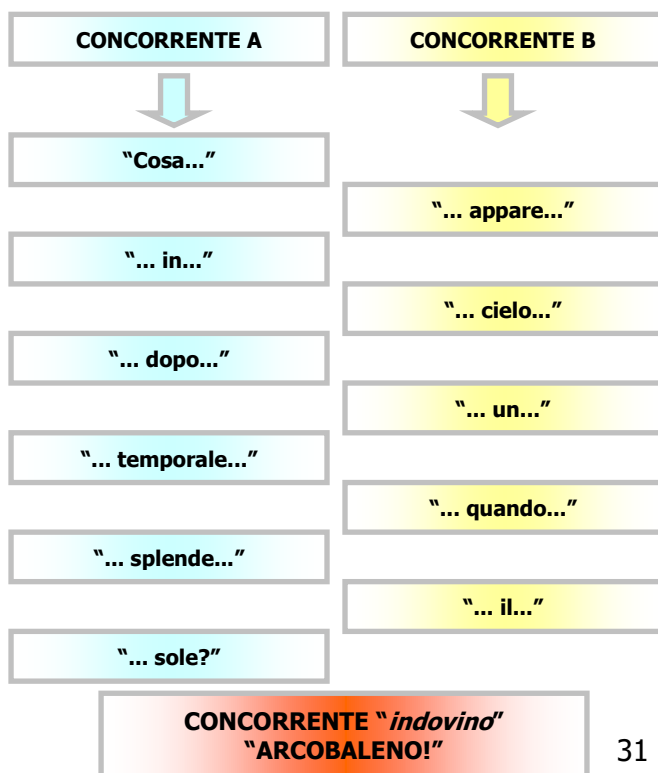 CONCORRENTE A
CONCORRENTE B
“Cosa...”
“... appare...”
“... in...”
“... cielo...”
“... dopo...”
“... un...”
“... temporale...”
“... quando...”
“... splende...”
“... il...”
“... sole?”
CONCORRENTE “indovino”
“ARCOBALENO!”
31